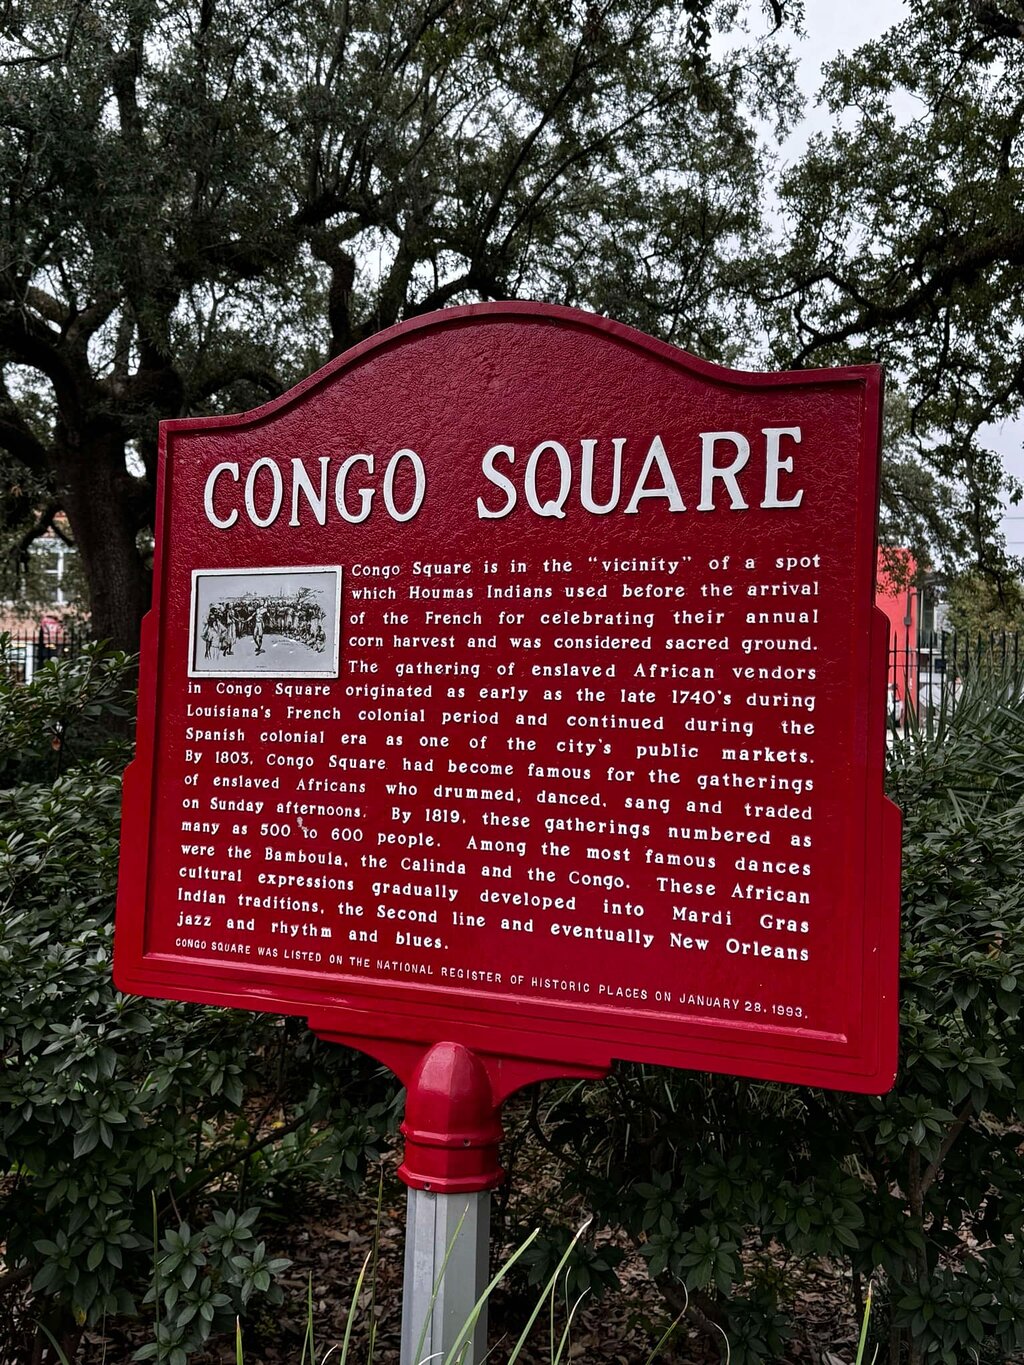 CONGO SQUARE
Congo Square is in the "vicinity" of a spot
which Houmas Indians used before the arrival
of the French for celebrating their annual
corn harvest and was considered sacred ground.
The gathering of enslaved African vendors
in Congo Square originated as early as the late 1740's during
Louisiana's French colonial period and continued during the
Spanish colonial era as one of the city's public markets.
By 1803, Congo Square had become famous for the gatherings
of enslaved Africans who drummed, danced, sang and traded
on Sunday afternoons. By 1819, these gatherings numbered as
many as 500 to 600 people. Among the most famous dances
were the Bamboula, the Calinda and the Congo. These African
cultural expressions gradually developed into Mardi Gras
Indian traditions, the Second line and eventually New Orleans
jazz and rhythm and blues.
CONGO SQUARE WAS LISTED ON THE NATIONAL REGISTER OF HISTORIC PLACES ON JANUARY 28, 1993.